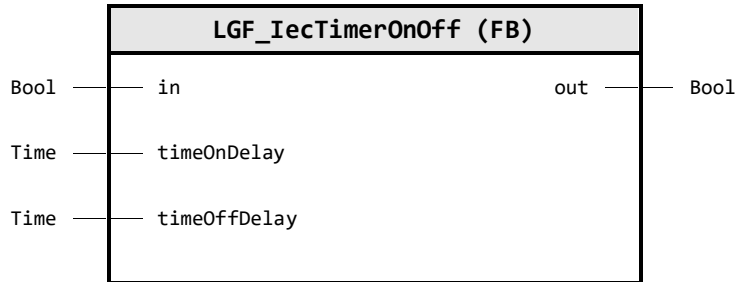 LGF_IecTimerOnOff (FB)
Bool in out Bool
Time timeOnDelay
Time timeOffDelay